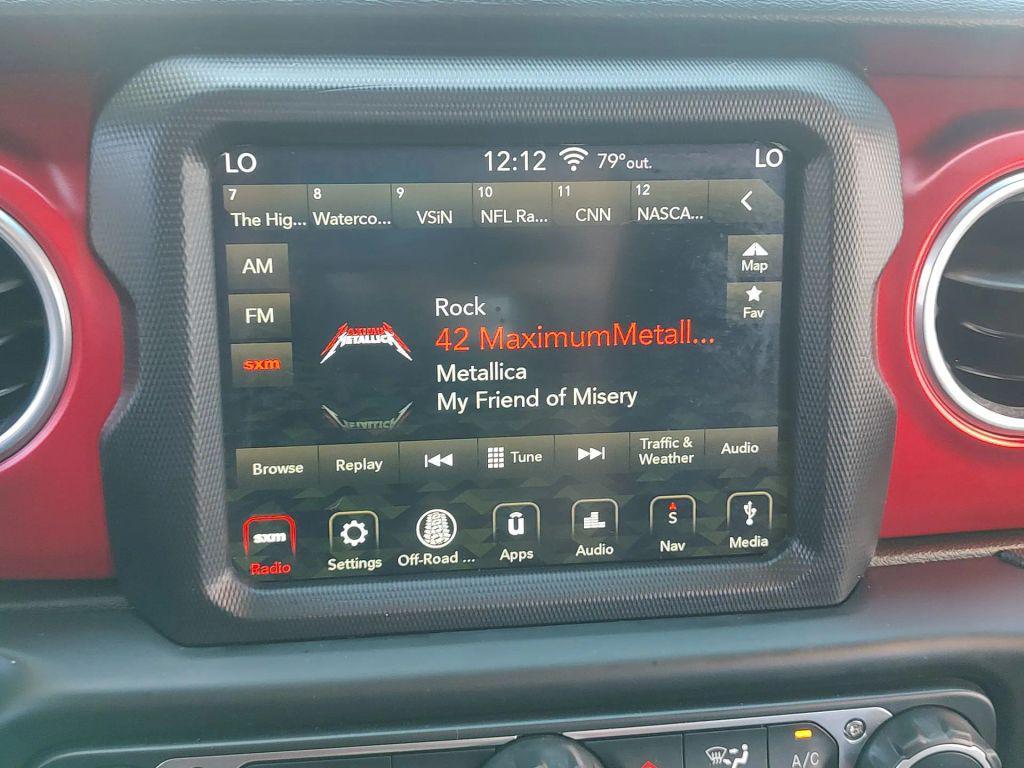 LO 12:12 79°out. LO
7 8 9 10 11 12
The Hig... Waterco... VSiN NFL Ra... CNN NASCA...
AM
Map
FM
Fav
sxm
Rock
MAXIMUM
METALLICA
42 MaximumMetall...
Metallica
My Friend of Misery
Browse Replay Tune Traffic &
Weather Audio
sxm
Radio
Settings
Off-Road ...
ū
Apps
Audio
S
Nav
Media
A/C